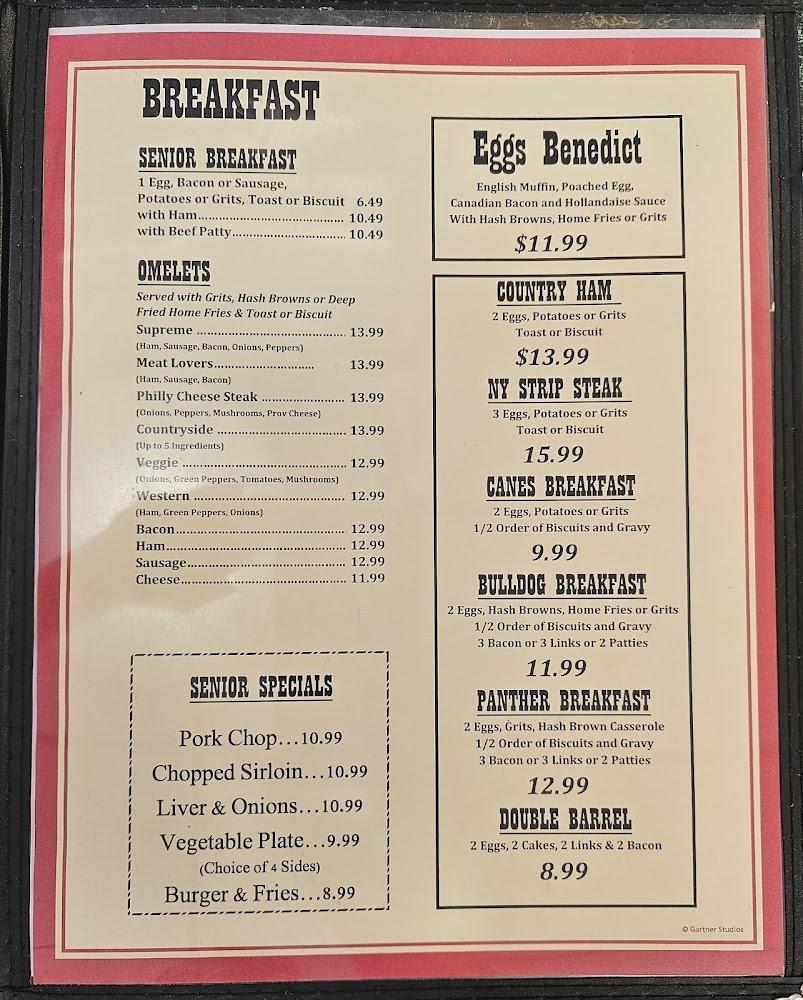 BREAKFAST
SENIOR BREAKFAST
1 Egg, Bacon or Sausage,
Potatoes or Grits, Toast or Biscuit 6.49
with Ham.......................................... 10.49
with Beef Patty................................ 10.49
OMELETS
Served with Grits, Hash Browns or Deep
Fried Home Fries & Toast or Biscuit
Supreme .......................................... 13.99
(Ham, Sausage, Bacon, Onions, Peppers)
Meat Lovers............................ 13.99
(Ham, Sausage, Bacon)
Philly Cheese Steak ........................ 13.99
(Onions, Peppers, Mushrooms, Prov Cheese)
Countryside ..................................... 13.99
(Up to 5 Ingredients)
Veggie .............................................. 12.99
(Onions, Green Peppers, Tomatoes, Mushrooms)
Western ........................................... 12.99
(Ham, Green Peppers, Onions)
Bacon................................................ 12.99
Ham................................................... 12.99
Sausage............................................. 12.99
Cheese............................................... 11.99
SENIOR SPECIALS
Pork Chop...10.99
Chopped Sirloin...10.99
Liver & Onions...10.99
Vegetable Plate...9.99
(Choice of 4 Sides)
Burger & Fries...8.99
Eggs Benedict
English Muffin, Poached Egg,
Canadian Bacon and Hollandaise Sauce
With Hash Browns, Home Fries or Grits
$11.99
COUNTRY HAM
2 Eggs, Potatoes or Grits
Toast or Biscuit
$13.99
NY STRIP STEAK
3 Eggs, Potatoes or Grits
Toast or Biscuit
15.99
CANES BREAKFAST
2 Eggs, Potatoes or Grits
1/2 Order of Biscuits and Gravy
9.99
BULLDOG BREAKFAST
2 Eggs, Hash Browns, Home Fries or Grits
1/2 Order of Biscuits and Gravy
3 Bacon or 3 Links or 2 Patties
11.99
PANTHER BREAKFAST
2 Eggs, Grits, Hash Brown Casserole
1/2 Order of Biscuits and Gravy
3 Bacon or 3 Links or 2 Patties
12.99
DOUBLE BARREL
2 Eggs, 2 Cakes, 2 Links & 2 Bacon
8.99
© Gartner Studios